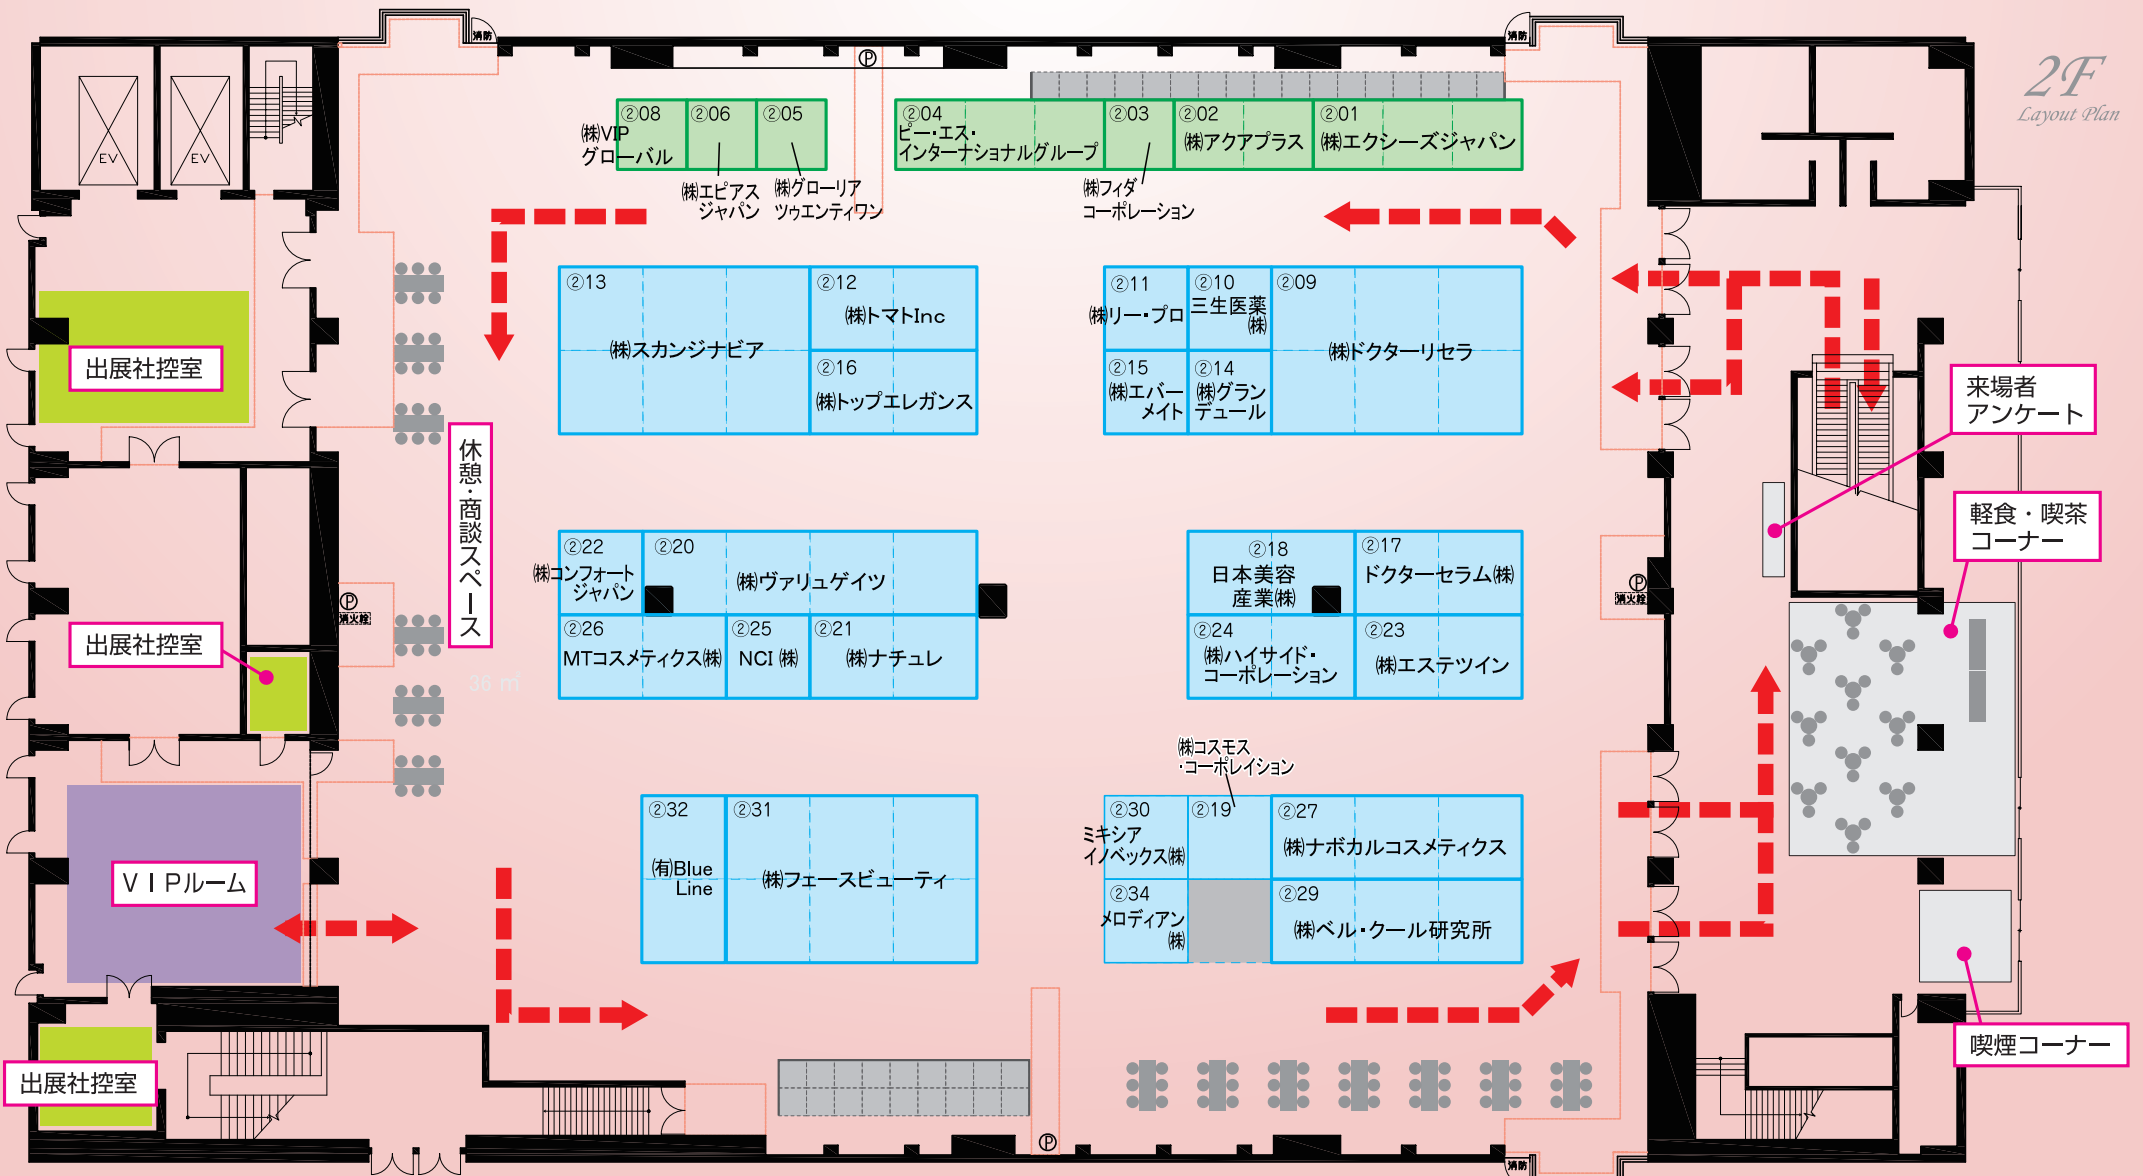 2F
Layout Plan
消防
消防
Ⓟ
EV
EV
②08
㈱VIP
グローバル
②06
㈱エピアス
ジャパン
②05
㈱グローリア
ツゥエンティワン
②04
ピー・エス・
インターナショナルグループ
②03
㈱フィダ
コーポレーション
②02
㈱アクアプラス
②01
㈱エクシーズジャパン
②13
㈱スカンジナビア
②12
㈱トマトInc
②16
㈱トップエレガンス
②11
㈱リー・プロ
②10
三生医薬
㈱
②09
㈱ドクターリセラ
②15
㈱エバー
メイト
②14
㈱グラン
デュール
出展社控室
休憩・商談スペース
来場者
アンケート
軽食・喫茶
コーナー
②22
㈱コンフォート
ジャパン
②20
㈱ヴァリュゲイツ
②18
日本美容
産業㈱
②17
ドクターセラム㈱
Ⓟ
消火栓
Ⓟ
消火栓
②26
MTコスメティクス㈱
②25
NCI ㈱
②21
㈱ナチュレ
②24
㈱ハイサイド・
コーポレーション
②23
㈱エステツイン
出展社控室
36 ㎡
㈱コスモス
・コーポレイション
②32
㈲Blue
Line
②31
㈱フェースビューティ
②30
ミキシア
イノベックス㈱
②19
②27
㈱ナボカルコスメティクス
②34
メロディアン
㈱
②29
㈱ベル・クール研究所
VIPルーム
出展社控室
喫煙コーナー
Ⓟ
消防